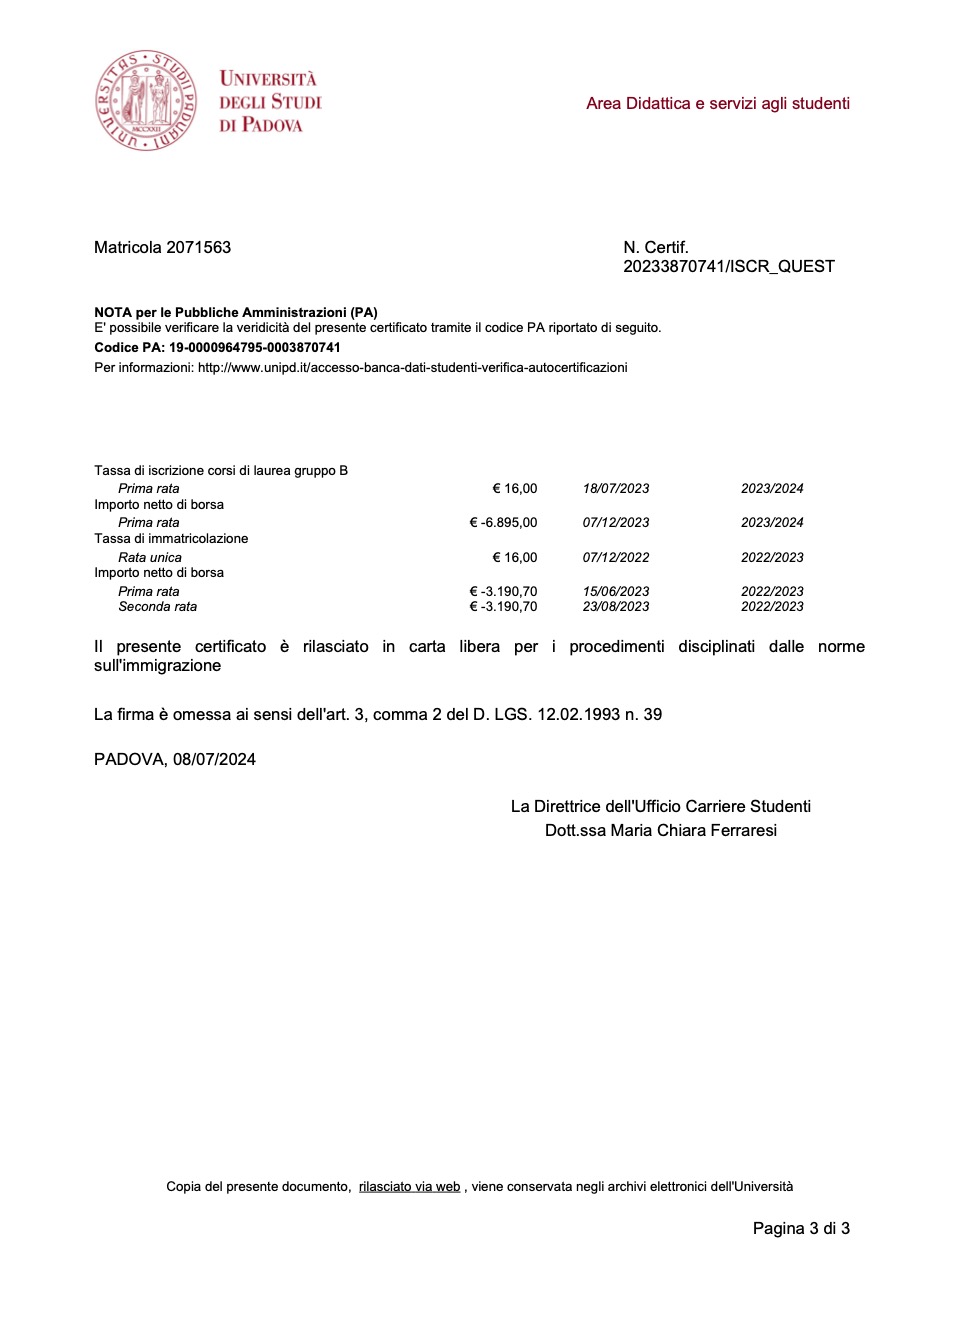 UNIVERSITAS STUDII PADUANI
MCCXXII
UNIVERSITÀ
DEGLI STUDI
DI PADOVA
Area Didattica e servizi agli studenti
Matricola 2071563
N. Certif.
20233870741/ISCR_QUEST
NOTA per le Pubbliche Amministrazioni (PA)
E' possibile verificare la veridicità del presente certificato tramite il codice PA riportato di seguito.
Codice PA: 19-0000964795-0003870741
Per informazioni: http://www.unipd.it/accesso-banca-dati-studenti-verifica-autocertificazioni
Tassa di iscrizione corsi di laurea gruppo B
Prima rata € 16,00 18/07/2023 2023/2024
Importo netto di borsa
Prima rata € -6.895,00 07/12/2023 2023/2024
Tassa di immatricolazione
Rata unica € 16,00 07/12/2022 2022/2023
Importo netto di borsa
Prima rata € -3.190,70 15/06/2023 2022/2023
Seconda rata € -3.190,70 23/08/2023 2022/2023
Il presente certificato è rilasciato in carta libera per i procedimenti disciplinati dalle norme
sull'immigrazione
La firma è omessa ai sensi dell'art. 3, comma 2 del D. LGS. 12.02.1993 n. 39
PADOVA, 08/07/2024
La Direttrice dell'Ufficio Carriere Studenti
Dott.ssa Maria Chiara Ferraresi
Copia del presente documento, rilasciato via web , viene conservata negli archivi elettronici dell'Università
Pagina 3 di 3